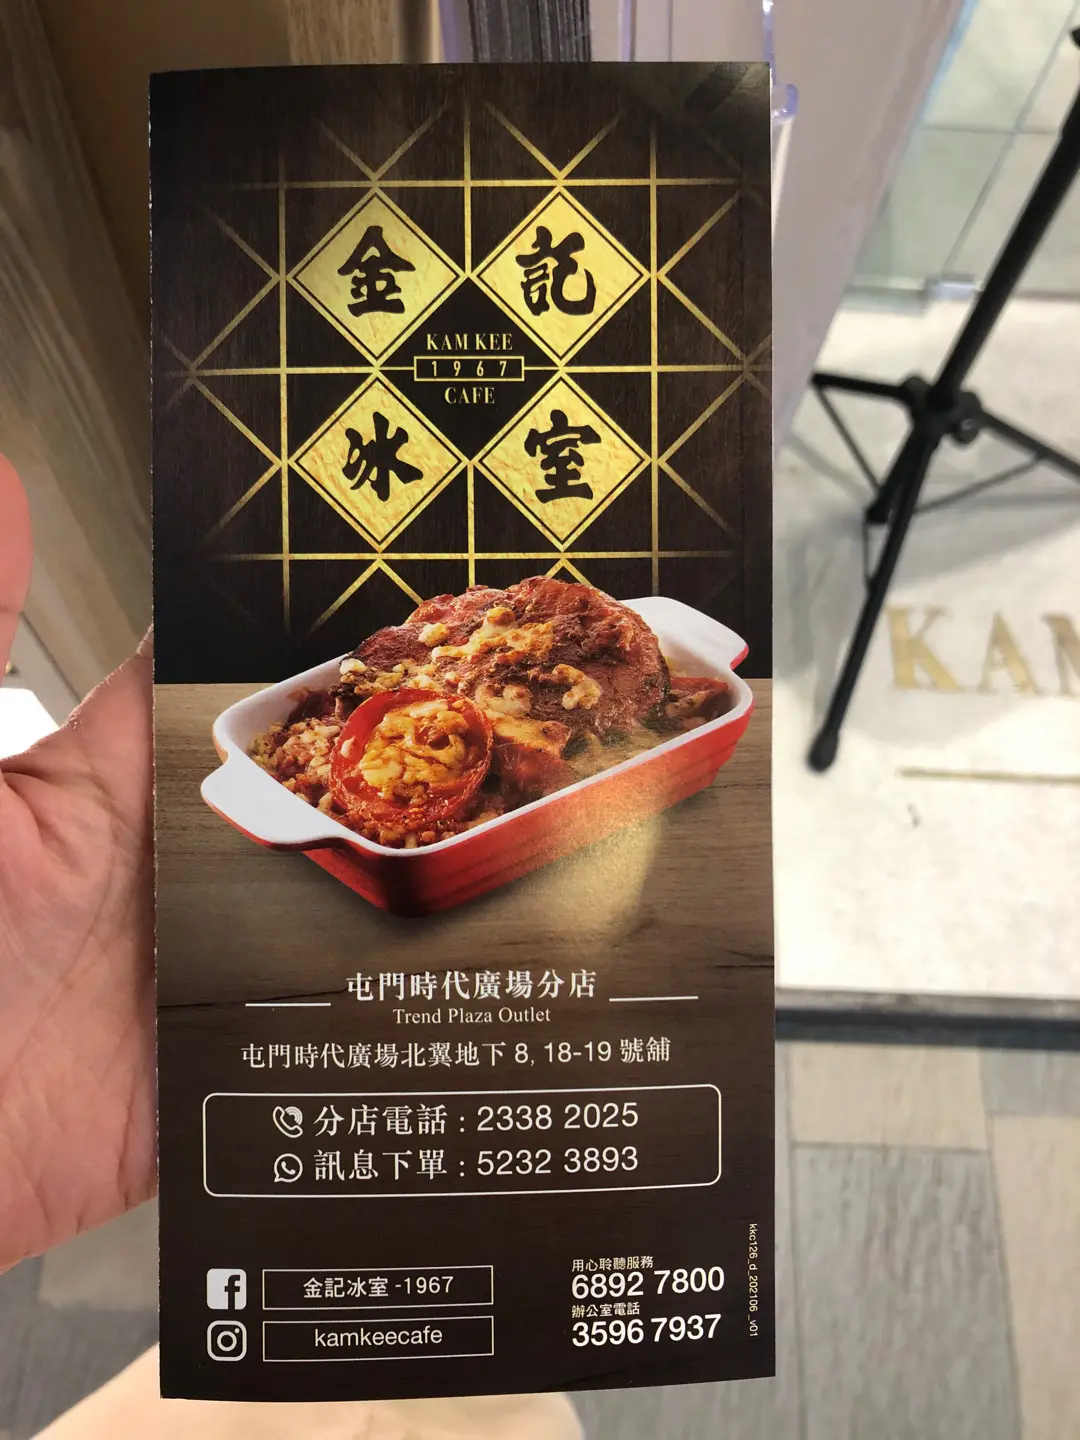 金記
KAM KEE
1967
CAFE
冰室
屯門時代廣場分店
Trend Plaza Outlet
屯門時代廣場北翼地下 8, 18-19 號舖
分店電話 : 2338 2025
訊息下單 : 5232 3893
金記冰室 -1967
kamkeecafe
用心聆聽服務
6892 7800
辦公室電話
3596 7937
kkc126_d_202106_v01
KAM